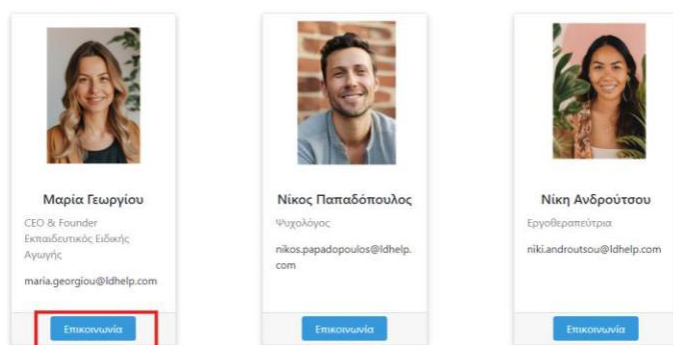 Μαρία Γεωργίου
CEO & Founder
Εκπαιδευτικός Ειδικής
Αγωγής
maria.georgiou@ldhelp.com
Επικοινωνία
Νίκος Παπαδόπουλος
Ψυχολόγος
nikos.papadopoulos@ldhelp.
com
Επικοινωνία
Νίκη Ανδρούτσου
Εργοθεραπεύτρια
niki.androutsou@ldhelp.com
Επικοινωνία